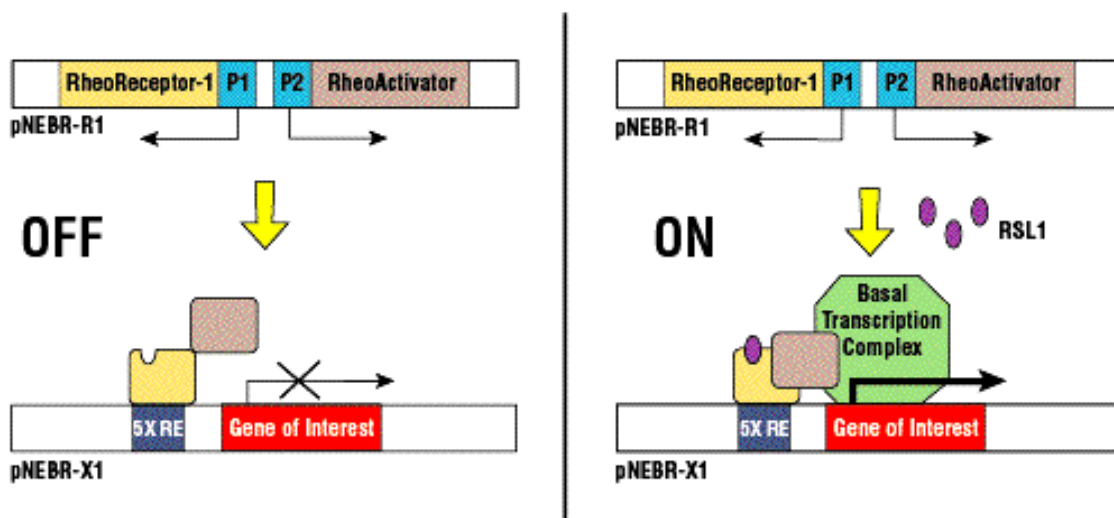 RheoReceptor-1 P1 P2 RheoActivator
pNEBR-R1
OFF
5X RE Gene of Interest
pNEBR-X1
RheoReceptor-1 P1 P2 RheoActivator
pNEBR-R1
ON
RSL1
Basal
Transcription
Complex
5X RE Gene of Interest
pNEBR-X1